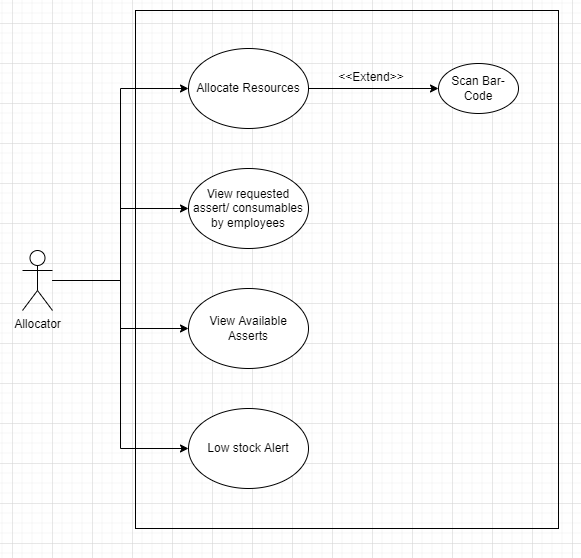 <<Extend>>
Allocate Resources
Scan Bar-
Code
View requested
assert/ consumables
by employees
Allocator
View Available
Asserts
Low stock Alert